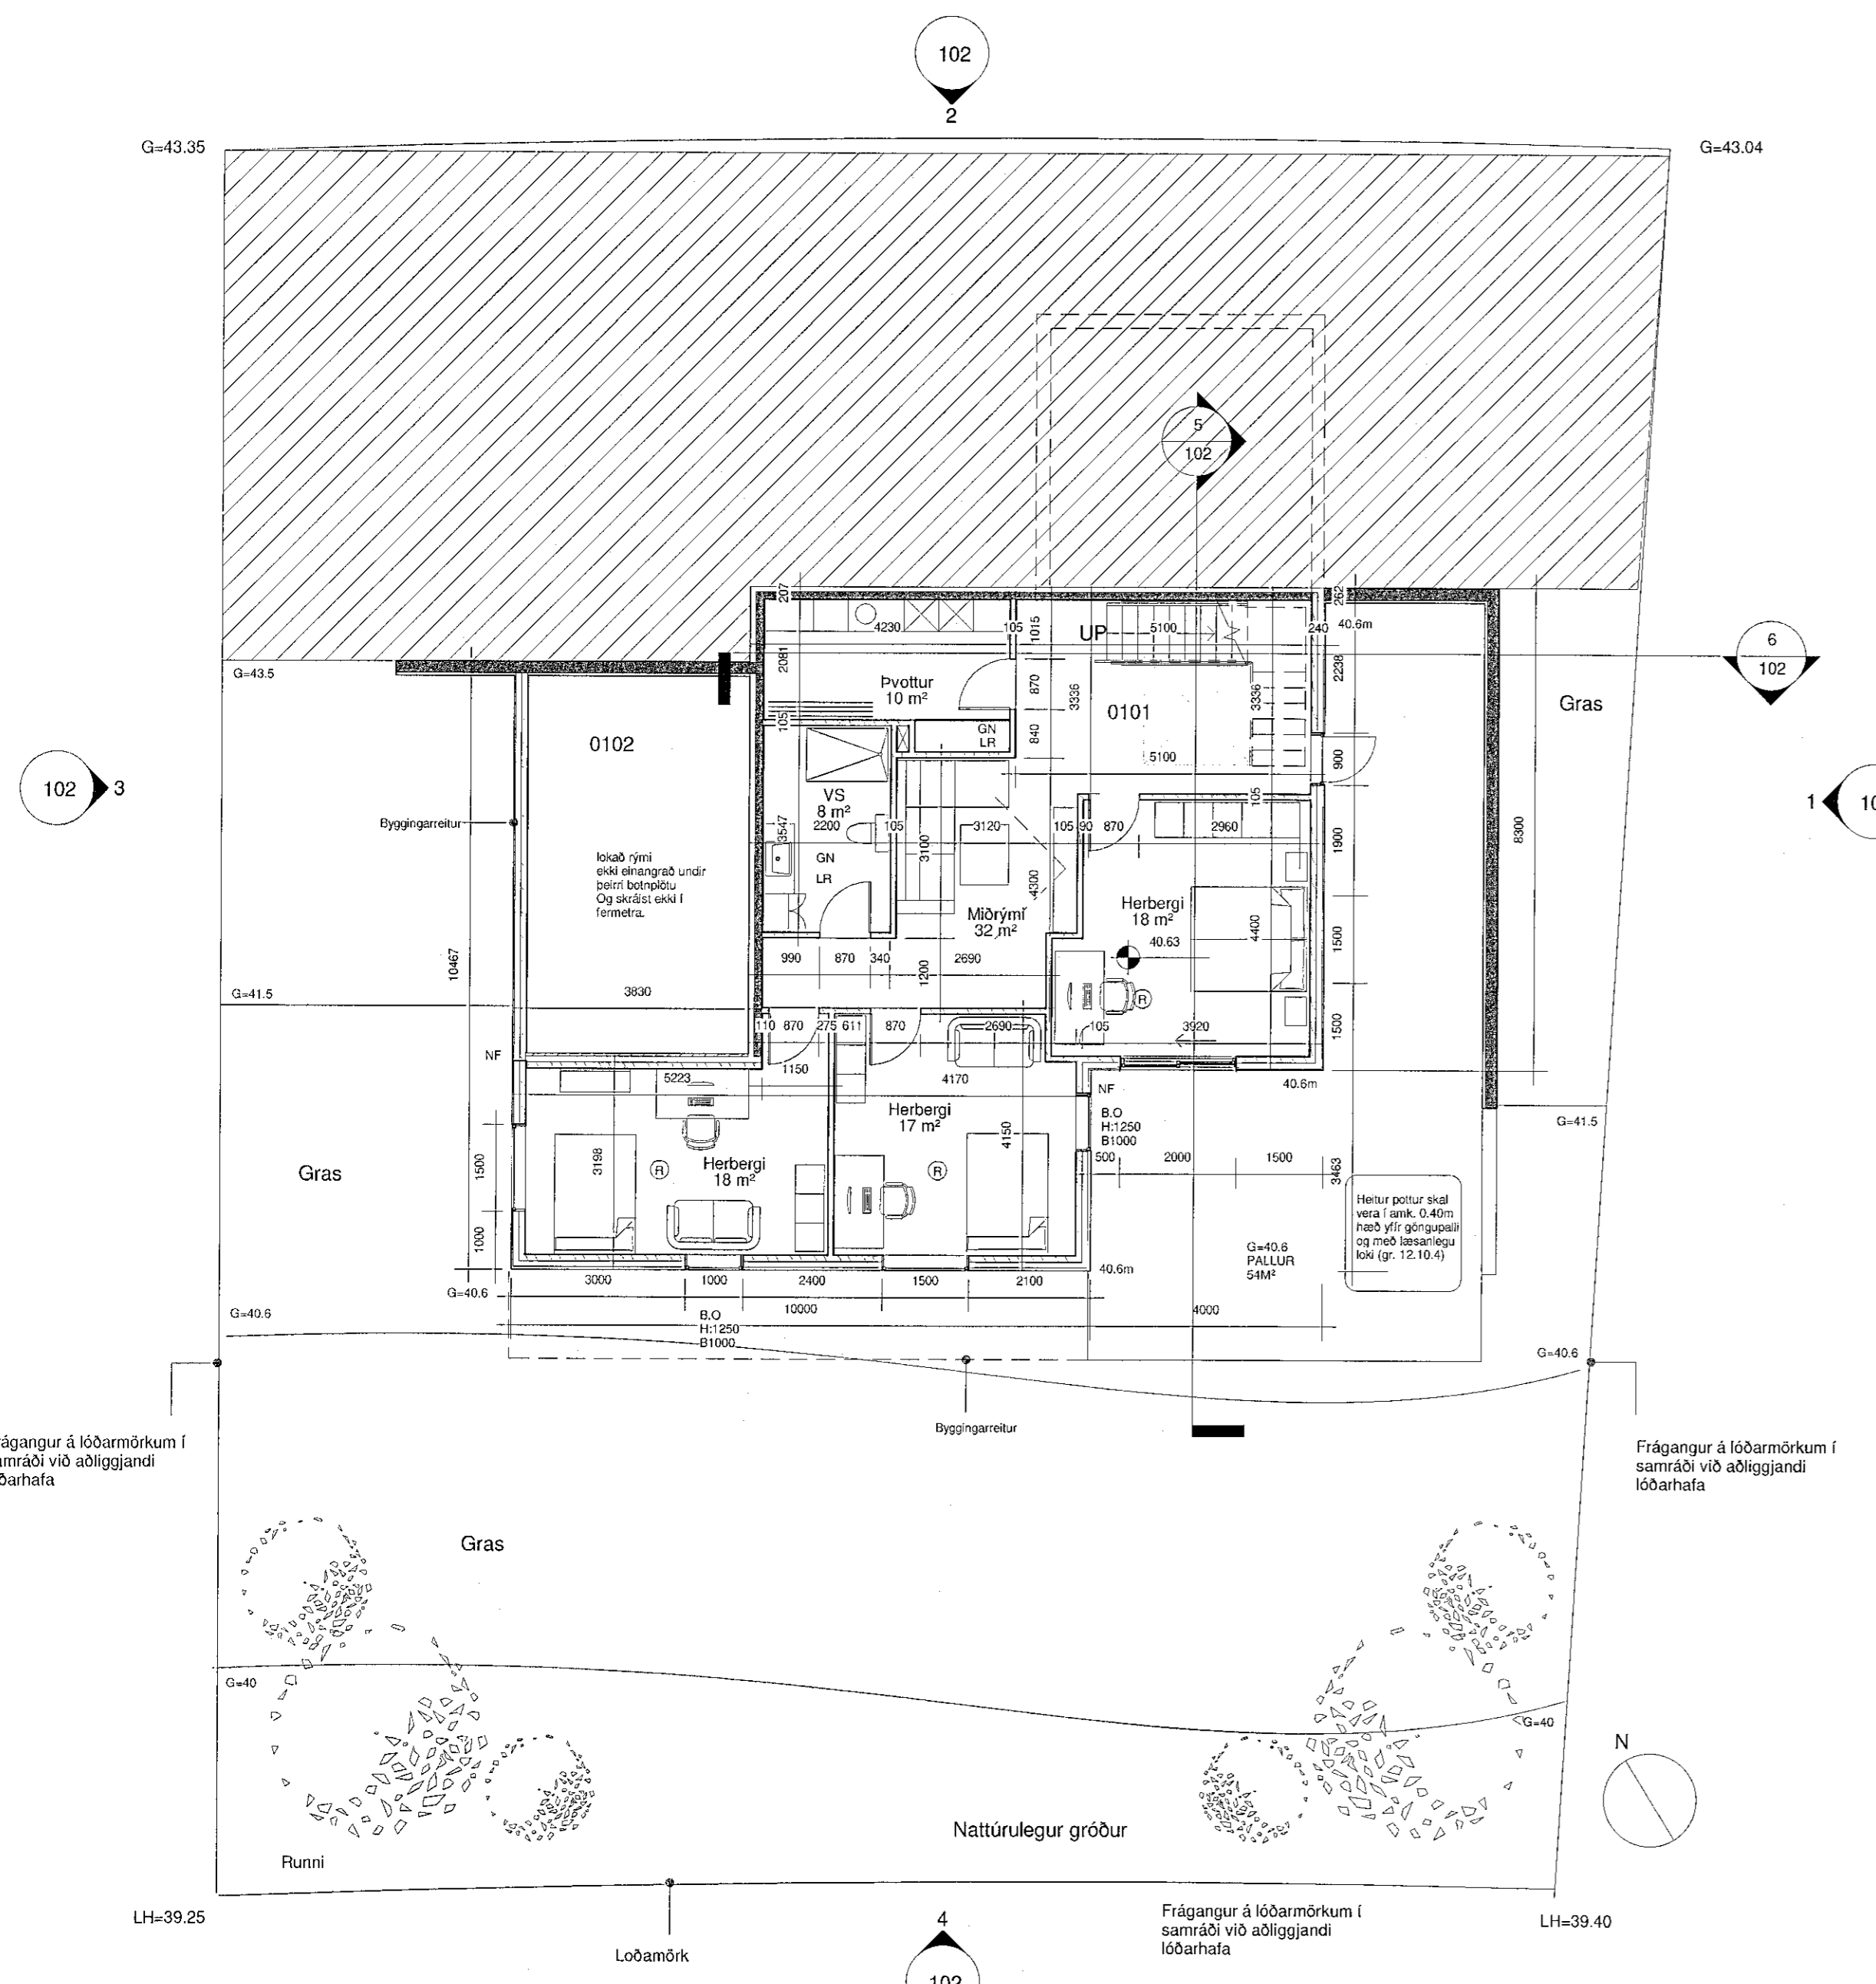 102
2
G=43.35
G=43.04
5
102
207
262
4230
105
1015
UP
5100
240
40.6m
6
102
2081
2238
G=43.5
Þvottur
10 m²
870
3336
3336
Gras
0101
105
GN
LR
840
0102
5100
900
102
3
1
10
VS
8 m²
105
Byggingarreitur
3547
2200
105
3100
3120
105
90
870
2960
1900
8300
lokað rými
ekki einangrað undir
þeirri botnplötu
Og skráist ekki í
fermetra.
GN
LR
4300
Herbergi
18 m²
Miðrými
32 m²
4400
1500
40.63
10467
990
870
340
1200
2690
G=41.5
3830
R
110
870
275
611
870
2690
105
3920
1500
NF
1150
5223
4170
NF
40.6m
Herbergi
17 m²
B.O
H:1250
B1000
G=41.5
4150
3198
R
Herbergi
18 m²
R
500
2000
1500
3463
1500
Gras
Heitur pottur skal
vera í amk. 0.40m
hæð yfir göngupalli
og með læsanlegu
loki (gr. 12.10.4)
1000
G=40.6
PALLUR
54M²
40.6m
3000
1000
2400
1500
2100
G=40.6
G=40.6
10000
4000
B.O
H:1250
B1000
G=40.6
Byggingarreitur
rágangur á lóðarmörkum í
amráði við aðliggjandi
ðarhafa
Frágangur á lóðarmörkum í
samráði við aðliggjandi
lóðarhafa
Gras
G=40
G=40
N
Nattúrulegur gróður
Runni
LH=39.25
Frágangur á lóðarmörkum í
samráði við aðliggjandi
lóðarhafa
LH=39.40
4
Loðamörk
102